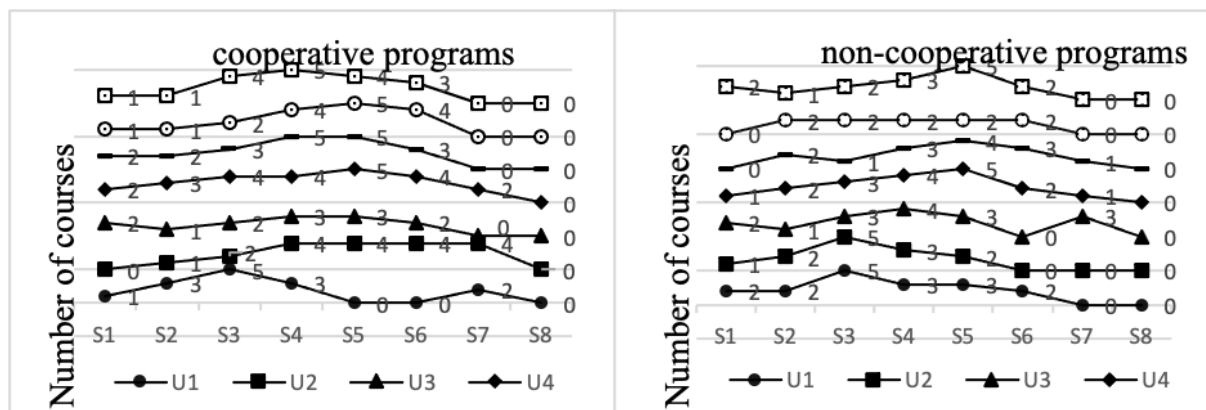 cooperative programs
Number of courses
1 1 4 5 4 3 0 0
1 1 2 4 5 4 0 0
2 2 3 5 5 3 0 0
2 3 4 4 5 4 2 0
2 1 2 3 3 2 0 0
0 1 2 4 4 4 4 0
1 3 5 3 0 0 2 0
S1 S2 S3 S4 S5 S6 S7 S8
U1 U2 U3 U4
non-cooperative programs
Number of courses
2 1 2 3 5 2 0 0
0 2 2 2 2 2 0 0
0 2 1 3 4 3 1 0
1 2 3 4 5 2 1 0
2 1 3 4 3 0 3 0
1 2 5 3 2 0 0 0
2 2 5 3 3 2 0 0
S1 S2 S3 S4 S5 S6 S7 S8
U1 U2 U3 U4